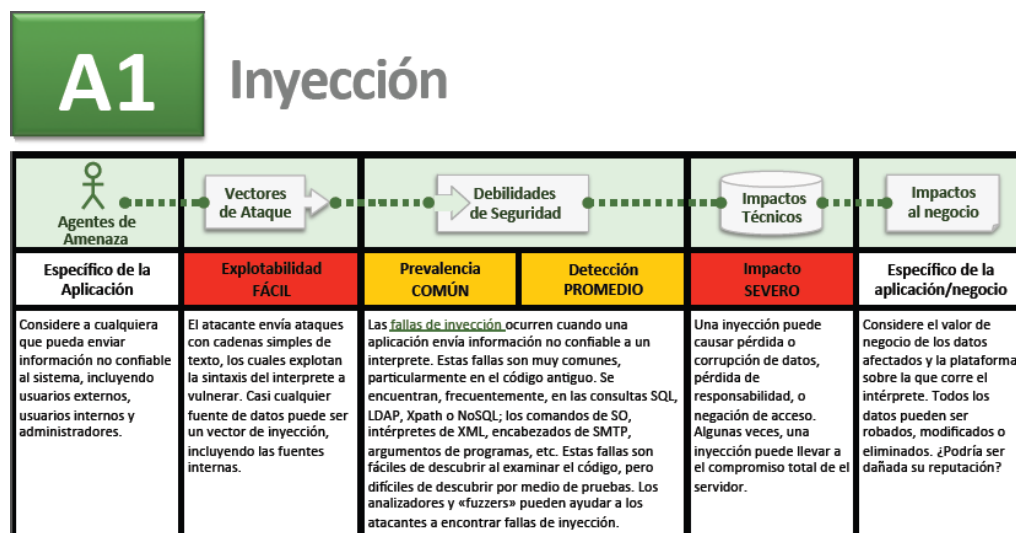 A1
Inyección
Agentes de
Amenaza
Vectores
de Ataque
Debilidades
de Seguridad
Impactos
Técnicos
Impactos
al negocio
Específico de la
Aplicación
Explotabilidad
FÁCIL
Prevalencia
COMÚN
Detección
PROMEDIO
Impacto
SEVERO
Específico de la
aplicación/negocio
Considere a cualquiera
que pueda enviar
información no confiable
al sistema, incluyendo
usuarios externos,
usuarios internos y
administradores.
El atacante envía ataques
con cadenas simples de
texto, los cuales explotan
la sintaxis del interprete a
vulnerar. Casi cualquier
fuente de datos puede ser
un vector de inyección,
incluyendo las fuentes
internas.
Las fallas de inyección ocurren cuando una
aplicación envía información no confiable a un
interprete. Estas fallas son muy comunes,
particularmente en el código antiguo. Se
encuentran, frecuentemente, en las consultas SQL,
LDAP, Xpath o NoSQL; los comandos de SO,
intérpretes de XML, encabezados de SMTP,
argumentos de programas, etc. Estas fallas son
fáciles de descubrir al examinar el código, pero
difíciles de descubrir por medio de pruebas. Los
analizadores y «fuzzers» pueden ayudar a los
atacantes a encontrar fallas de inyección.
Una inyección puede
causar pérdida o
corrupción de datos,
pérdida de
responsabilidad, o
negación de acceso.
Algunas veces, una
inyección puede llevar a
el compromiso total de el
servidor.
Considere el valor de
negocio de los datos
afectados y la plataforma
sobre la que corre el
intérprete. Todos los
datos pueden ser
robados, modificados o
eliminados. ¿Podría ser
dañada su reputación?